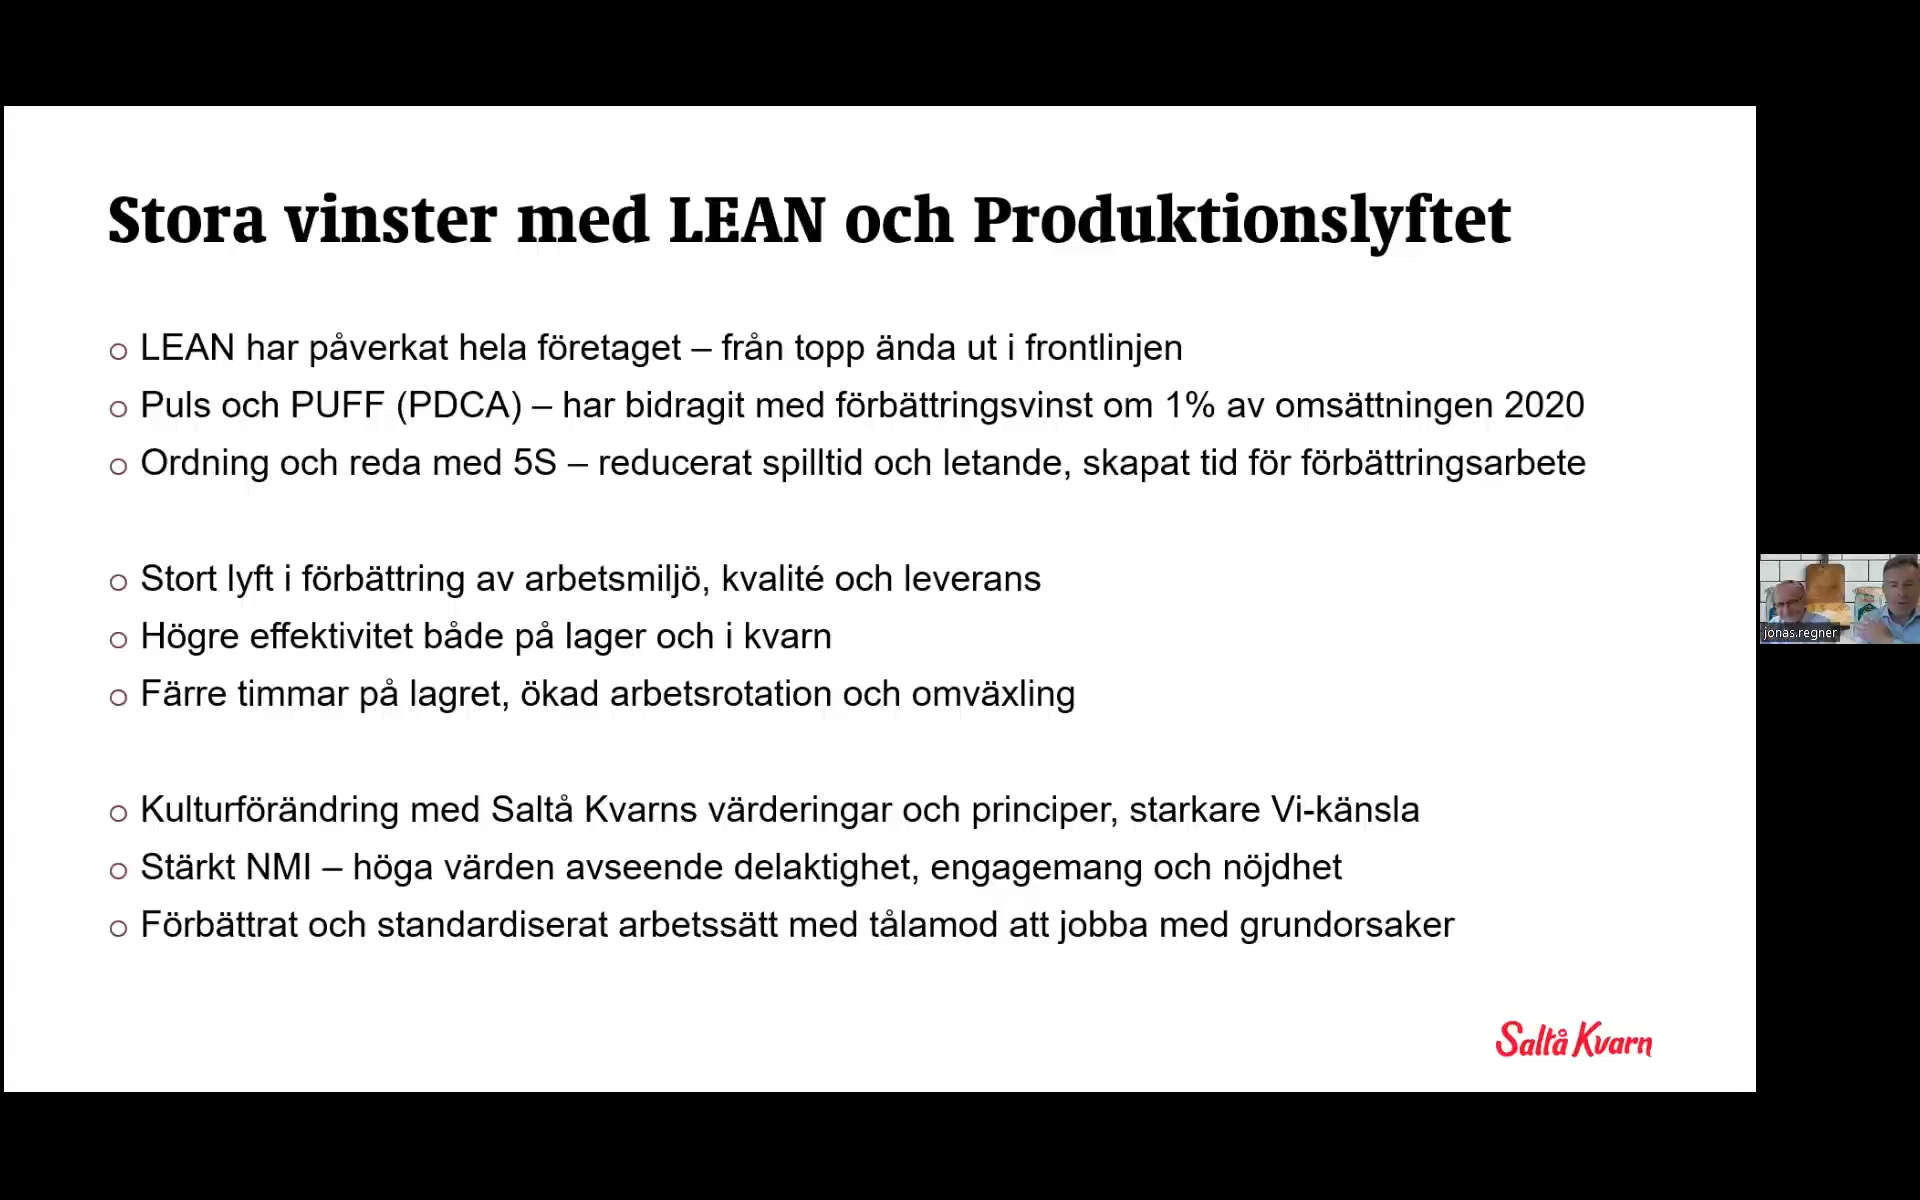 Stora vinster med LEAN och Produktionslyftet
LEAN har påverkat hela företaget – från topp ända ut i frontlinjen
Puls och PUFF (PDCA) – har bidragit med förbättringsvinst om 1% av omsättningen 2020
Ordning och reda med 5S – reducerat spilltid och letande, skapat tid för förbättringsarbete
Stort lyft i förbättring av arbetsmiljö, kvalité och leverans
Högre effektivitet både på lager och i kvarn
Färre timmar på lagret, ökad arbetsrotation och omväxling
Kulturförändring med Saltå Kvarns värderingar och principer, starkare Vi-känsla
Stärkt NMI – höga värden avseende delaktighet, engagemang och nöjdhet
Förbättrat och standardiserat arbetssätt med tålamod att jobba med grundorsaker
Saltå Kvarn
jonas.regner